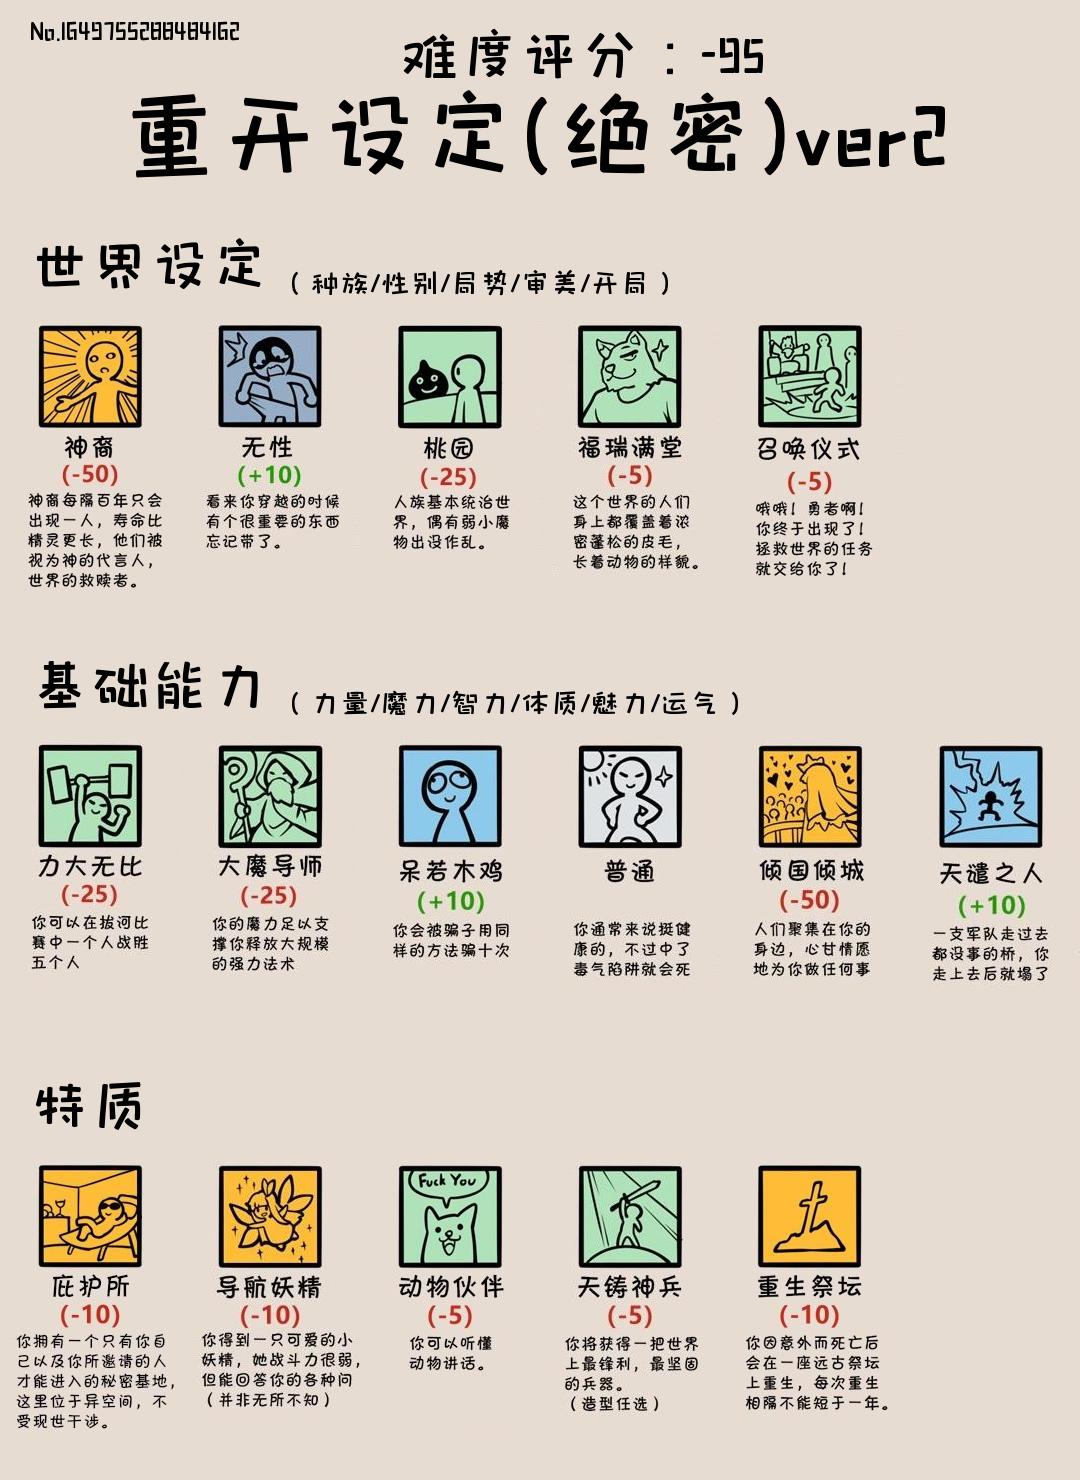 No.1649755288484162
难度评分：-95
重开设定(绝密)ver2
世界设定（种族/性别/局势/审美/开局）
神裔
(-50)
神裔每隔百年只会
出现一人，寿命比
精灵更长，他们被
视为神的代言人，
世界的救赎者。
无性
(+10)
看来你穿越的时候
有个很重要的东西
忘记带了。
桃园
(-25)
人族基本统治世
界，偶有弱小魔
物出没作乱。
福瑞满堂
(-5)
这个世界的人们
身上都覆盖着浓
密蓬松的皮毛，
长着动物的样貌。
召唤仪式
(-5)
哦哦！勇者啊！
你终于出现了！
拯救世界的任务
就交给你了！
基础能力（力量/魔力/智力/体质/魅力/运气）
力大无比
(-25)
你可以在拔河比
赛中一个人战胜
五个人
大魔导师
(-25)
你的魔力足以支
撑你释放大规模
的强力法术
呆若木鸡
(+10)
你会被骗子用同
样的方法骗十次
普通
你通常来说挺健
康的，不过中了
毒气陷阱就会死
倾国倾城
(-50)
人们聚集在你的
身边，心甘情愿
地为你做任何事
天谴之人
(+10)
一支军队走过去
都没事的桥，你
走上去后就塌了
特质
庇护所
(-10)
你拥有一个只有你自
己以及你所邀请的人
才能进入的秘密基地，
这里位于异空间，不
受现世干涉。
导航妖精
(-10)
你得到一只可爱的小
妖精，她战斗力很弱，
但能回答你的各种问
（并非无所不知）
Fuck You
动物伙伴
(-5)
你可以听懂
动物讲话。
天铸神兵
(-5)
你将获得一把世界
上最锋利，最坚固
的兵器。
（造型任选）
重生祭坛
(-10)
你因意外而死亡后
会在一座远古祭坛
上重生，每次重生
相隔不能短于一年。